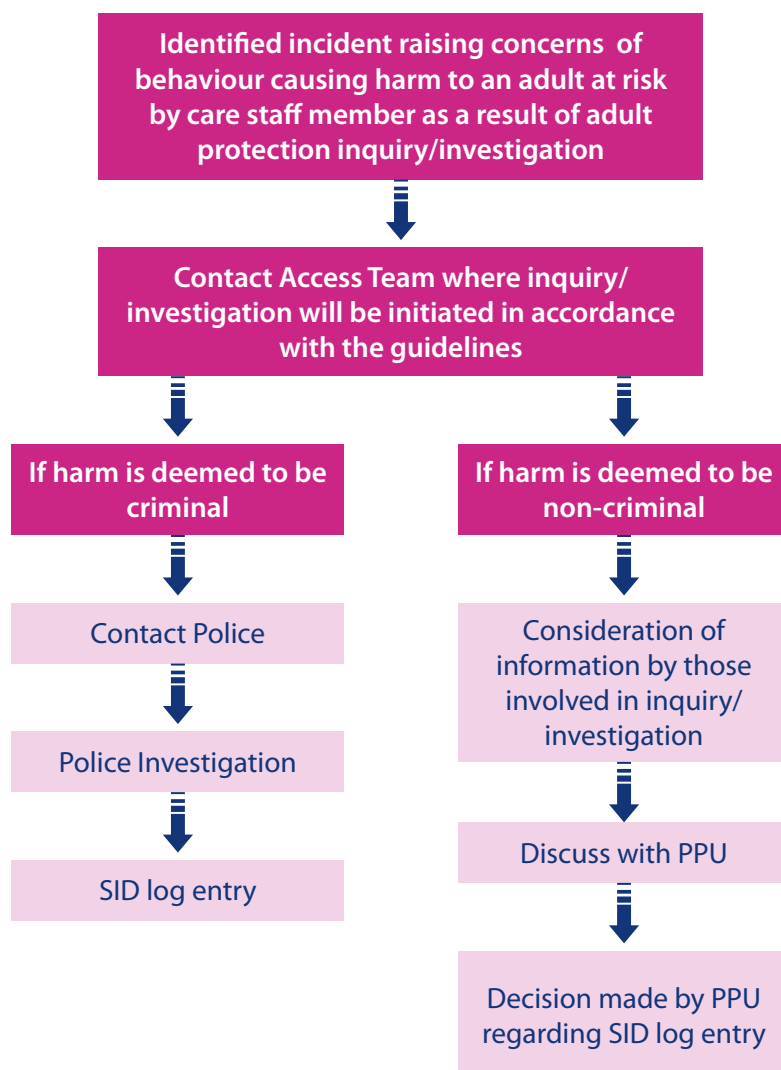 Identified incident raising concerns of
behaviour causing harm to an adult at risk
by care staff member as a result of adult
protection inquiry/investigation
Contact Access Team where inquiry/
investigation will be initiated in accordance
with the guidelines
If harm is deemed to be
criminal
Contact Police
Police Investigation
SID log entry
If harm is deemed to be
non-criminal
Consideration of
information by those
involved in inquiry/
investigation
Discuss with PPU
Decision made by PPU
regarding SID log entry